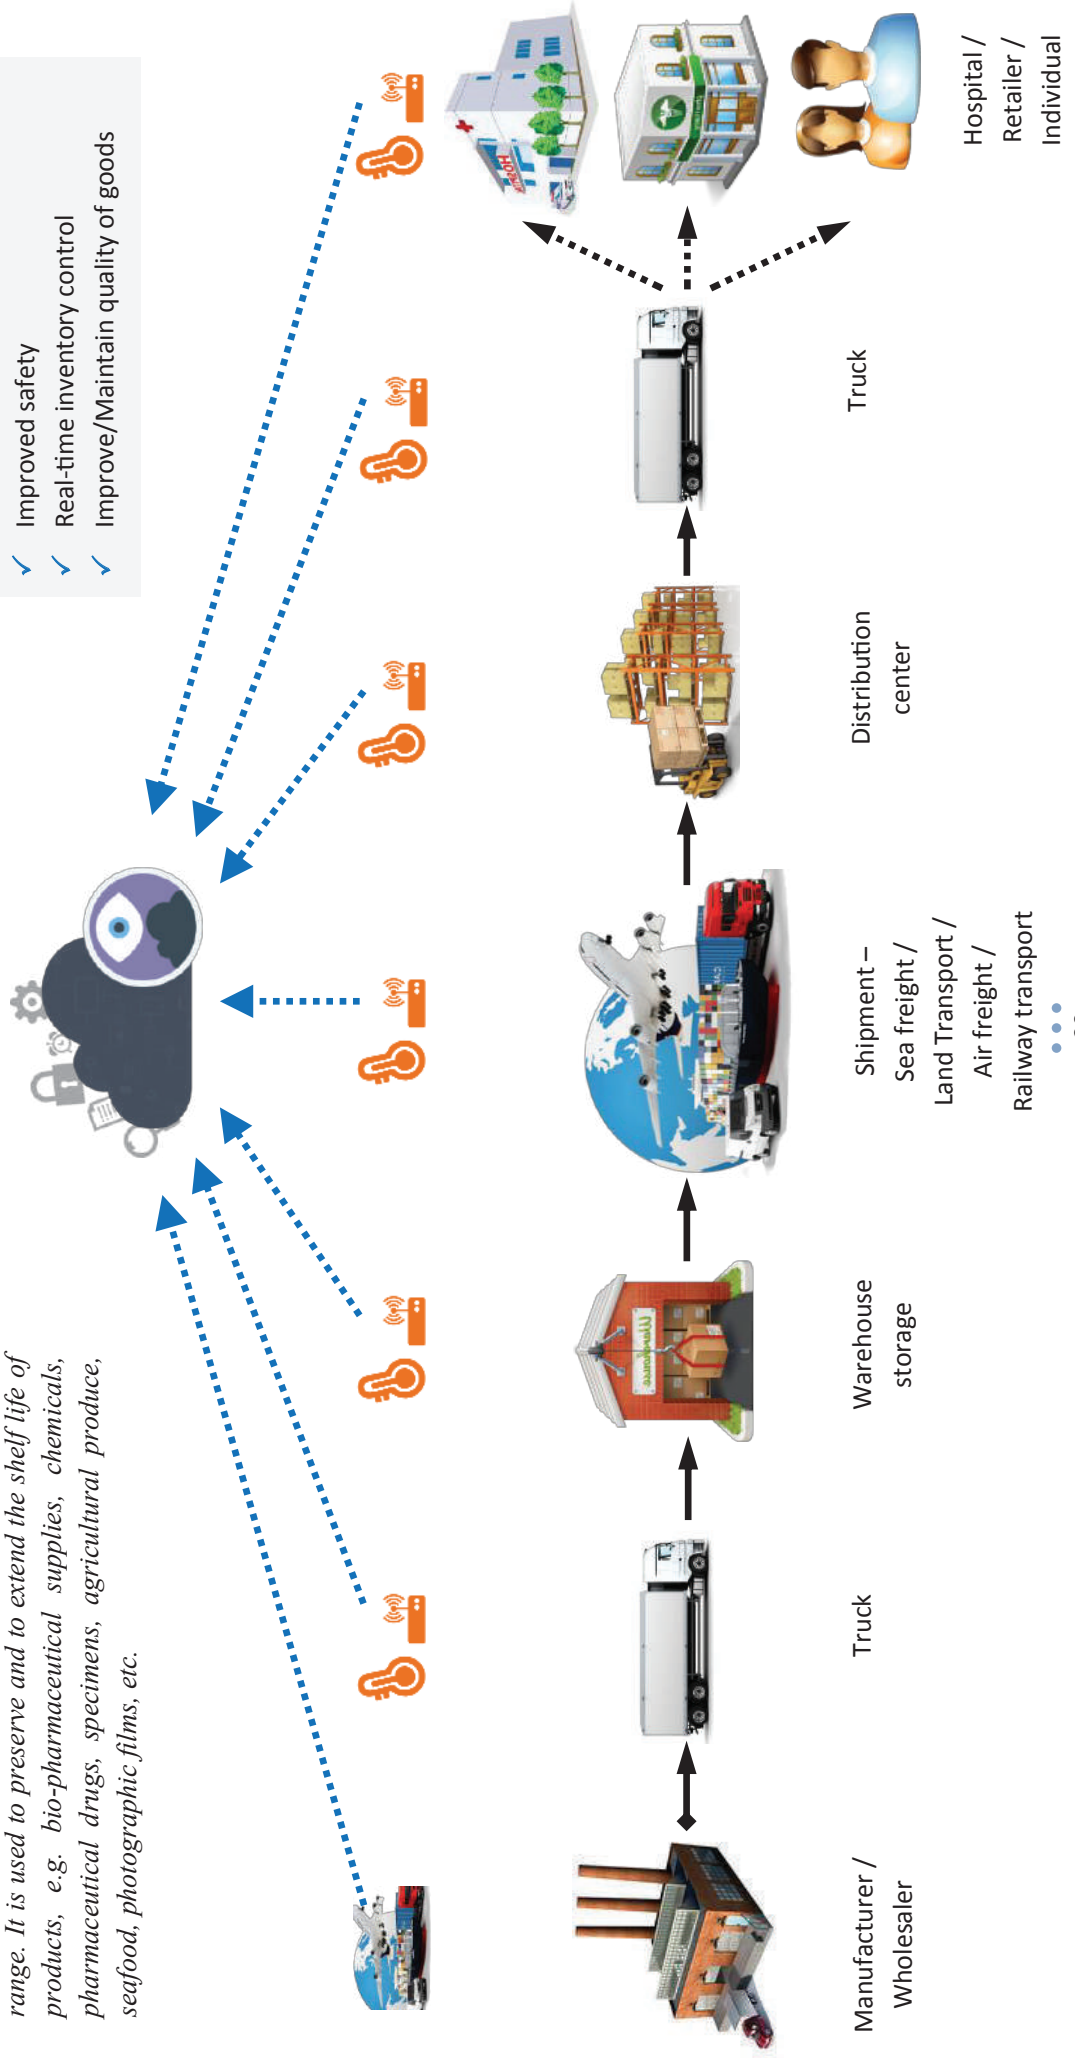 range. It is used to preserve and to extend the shelf life of
products, e.g. bio-pharmaceutical supplies, chemicals,
pharmaceutical drugs, specimens, agricultural produce,
seafood, photographic films, etc.
Improved safety
Real-time inventory control
Improve/Maintain quality of goods
HOSPITAL
Manufacturer /
Wholesaler
Truck
Warehouse
storage
Shipment –
Sea freight /
Land Transport /
Air freight /
Railway transport
Distribution
center
Truck
Hospital /
Retailer /
Individual